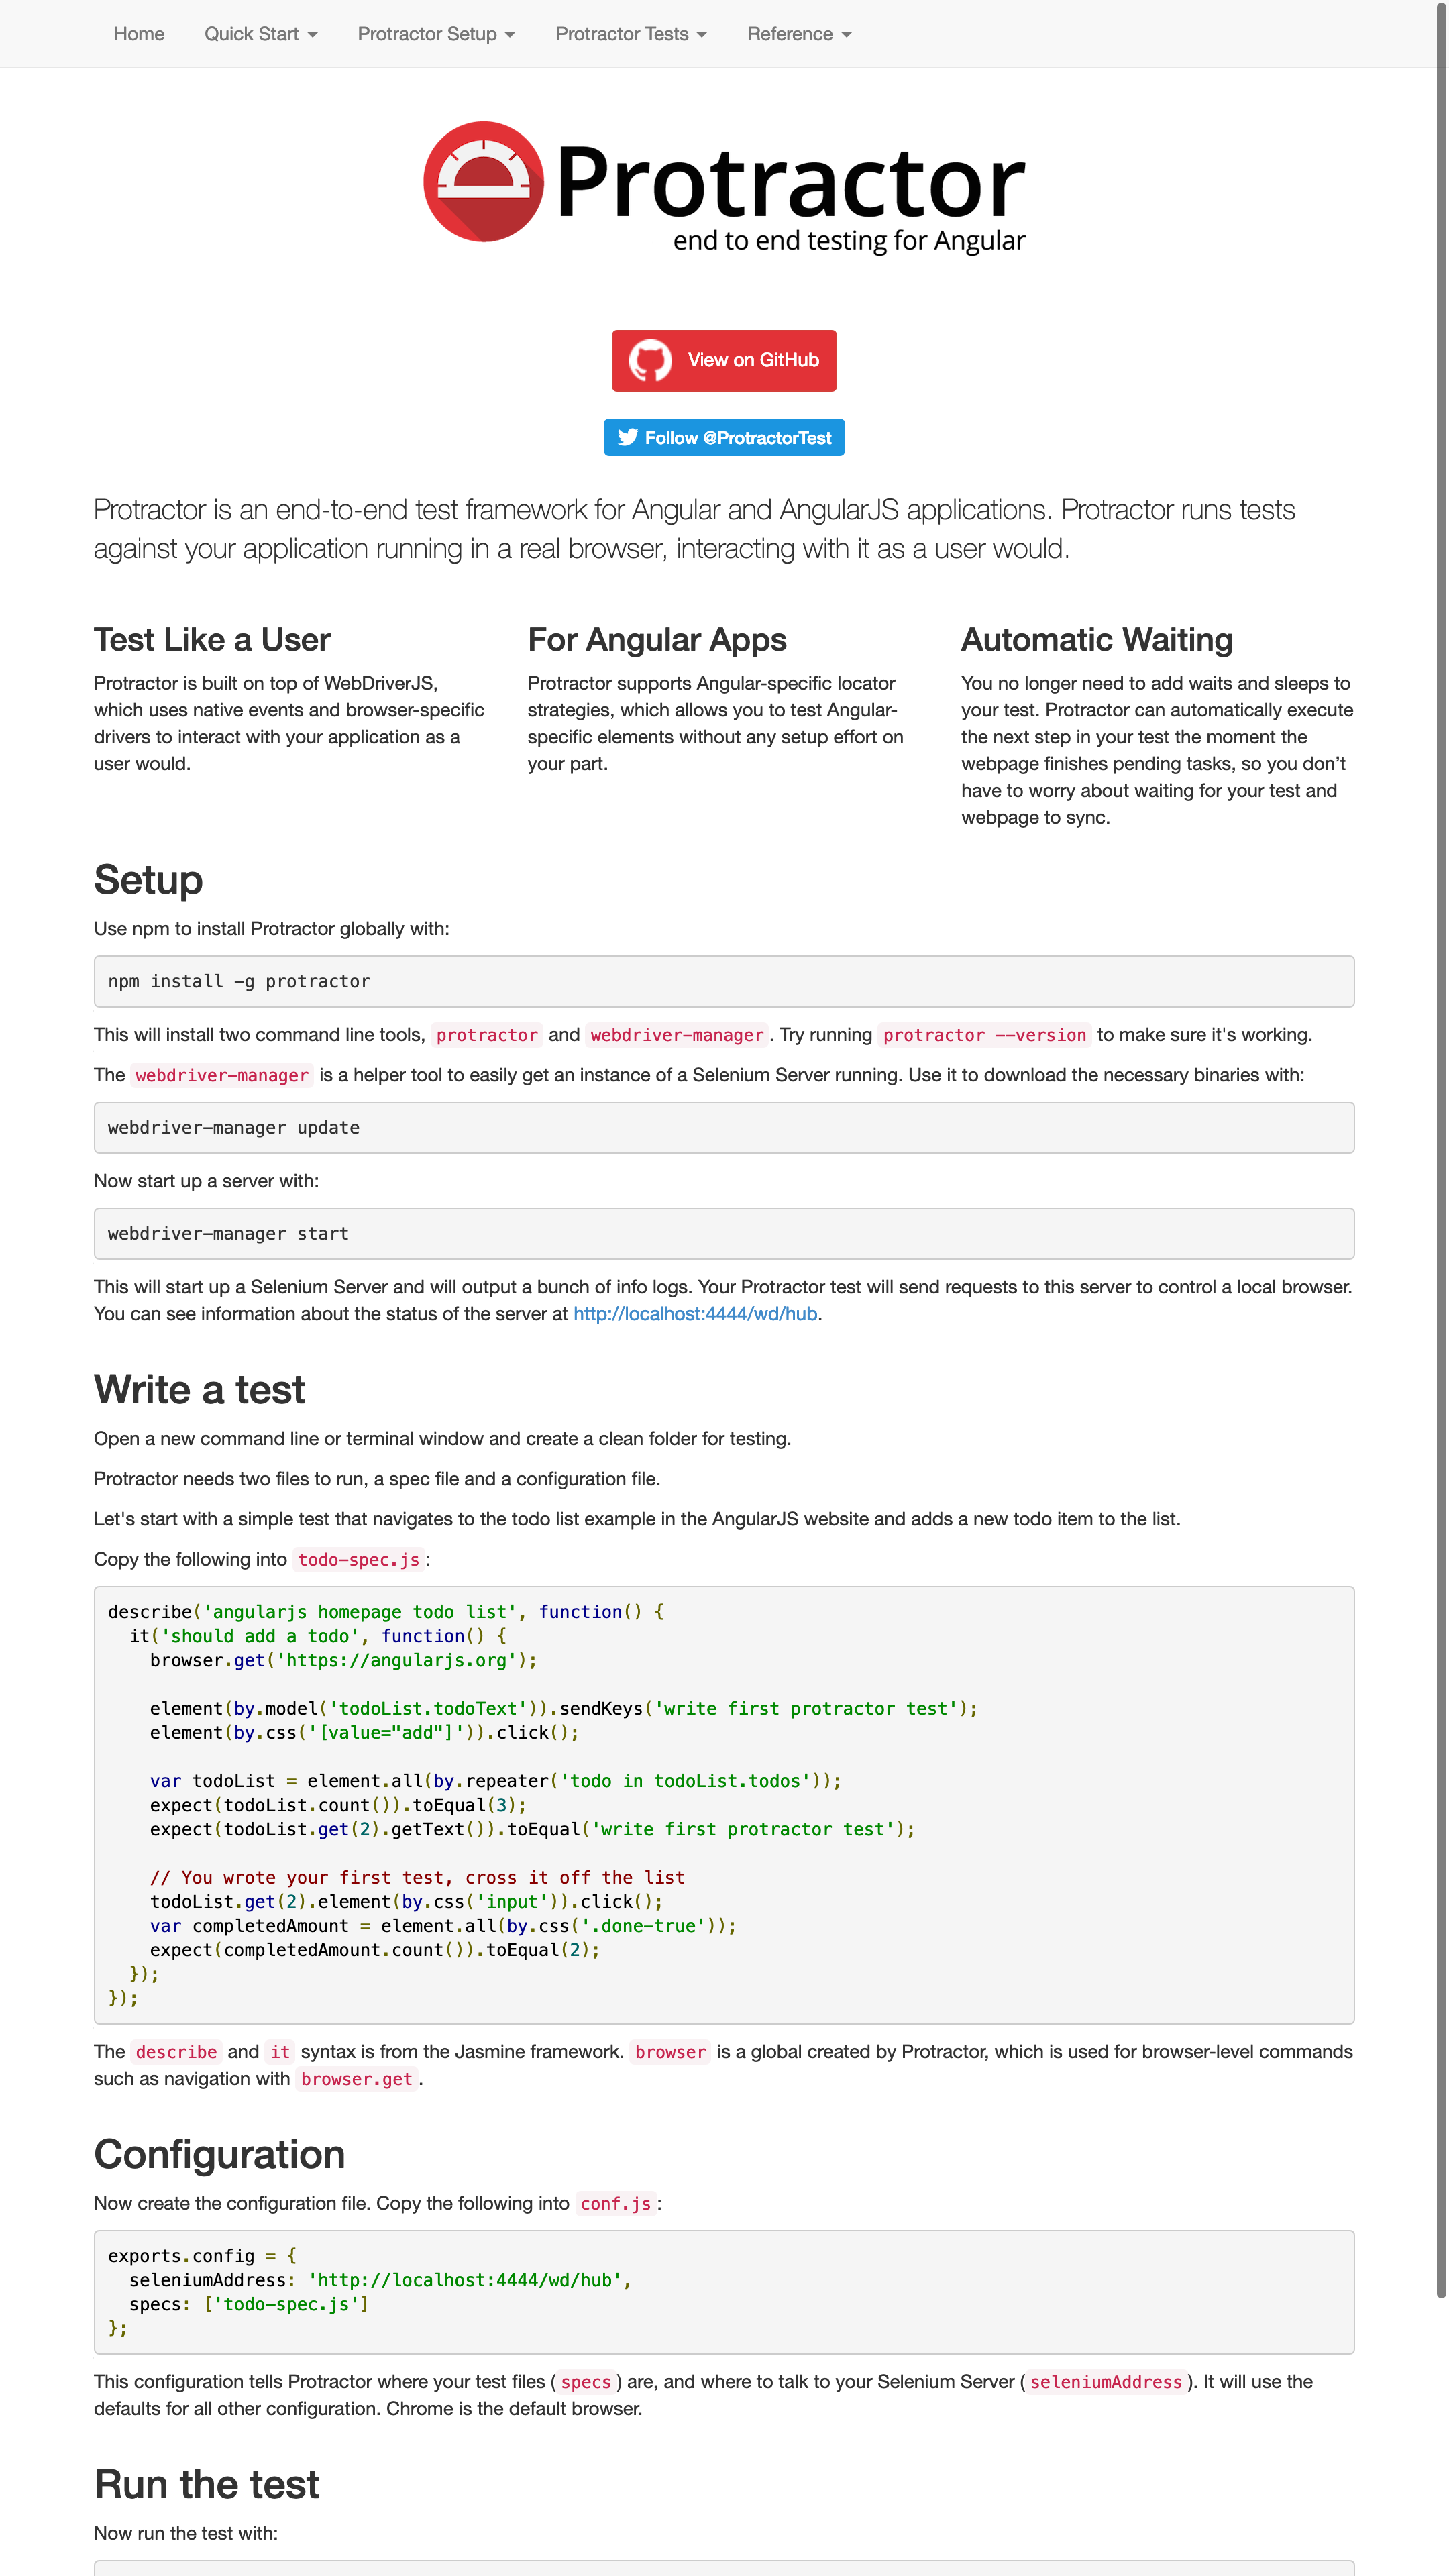 Home Quick Start Protractor Setup Protractor Tests Reference
Protractor
end to end testing for Angular
View on GitHub
Follow @ProtractorTest
Protractor is an end-to-end test framework for Angular and AngularJS applications. Protractor runs tests
against your application running in a real browser, interacting with it as a user would.
Test Like a User
Protractor is built on top of WebDriverJS,
which uses native events and browser-specific
drivers to interact with your application as a
user would.
For Angular Apps
Protractor supports Angular-specific locator
strategies, which allows you to test Angular-
specific elements without any setup effort on
your part.
Automatic Waiting
You no longer need to add waits and sleeps to
your test. Protractor can automatically execute
the next step in your test the moment the
webpage finishes pending tasks, so you don’t
have to worry about waiting for your test and
webpage to sync.
Setup
Use npm to install Protractor globally with:
npm install -g protractor
This will install two command line tools, protractor and webdriver-manager. Try running protractor --version to make sure it's working.
The webdriver-manager is a helper tool to easily get an instance of a Selenium Server running. Use it to download the necessary binaries with:
webdriver-manager update
Now start up a server with:
webdriver-manager start
This will start up a Selenium Server and will output a bunch of info logs. Your Protractor test will send requests to this server to control a local browser.
You can see information about the status of the server at http://localhost:4444/wd/hub.
Write a test
Open a new command line or terminal window and create a clean folder for testing.
Protractor needs two files to run, a spec file and a configuration file.
Let's start with a simple test that navigates to the todo list example in the AngularJS website and adds a new todo item to the list.
Copy the following into todo-spec.js:
describe('angularjs homepage todo list', function() {
  it('should add a todo', function() {
    browser.get('https://angularjs.org');
    element(by.model('todoList.todoText')).sendKeys('write first protractor test');
    element(by.css('[value="add"]')).click();
    var todoList = element.all(by.repeater('todo in todoList.todos'));
    expect(todoList.count()).toEqual(3);
    expect(todoList.get(2).getText()).toEqual('write first protractor test');
    // You wrote your first test, cross it off the list
    todoList.get(2).element(by.css('input')).click();
    var completedAmount = element.all(by.css('.done-true'));
    expect(completedAmount.count()).toEqual(2);
  });
});
The describe and it syntax is from the Jasmine framework. browser is a global created by Protractor, which is used for browser-level commands
such as navigation with browser.get.
Configuration
Now create the configuration file. Copy the following into conf.js:
exports.config = {
  seleniumAddress: 'http://localhost:4444/wd/hub',
  specs: ['todo-spec.js']
};
This configuration tells Protractor where your test files (specs) are, and where to talk to your Selenium Server (seleniumAddress). It will use the
defaults for all other configuration. Chrome is the default browser.
Run the test
Now run the test with: